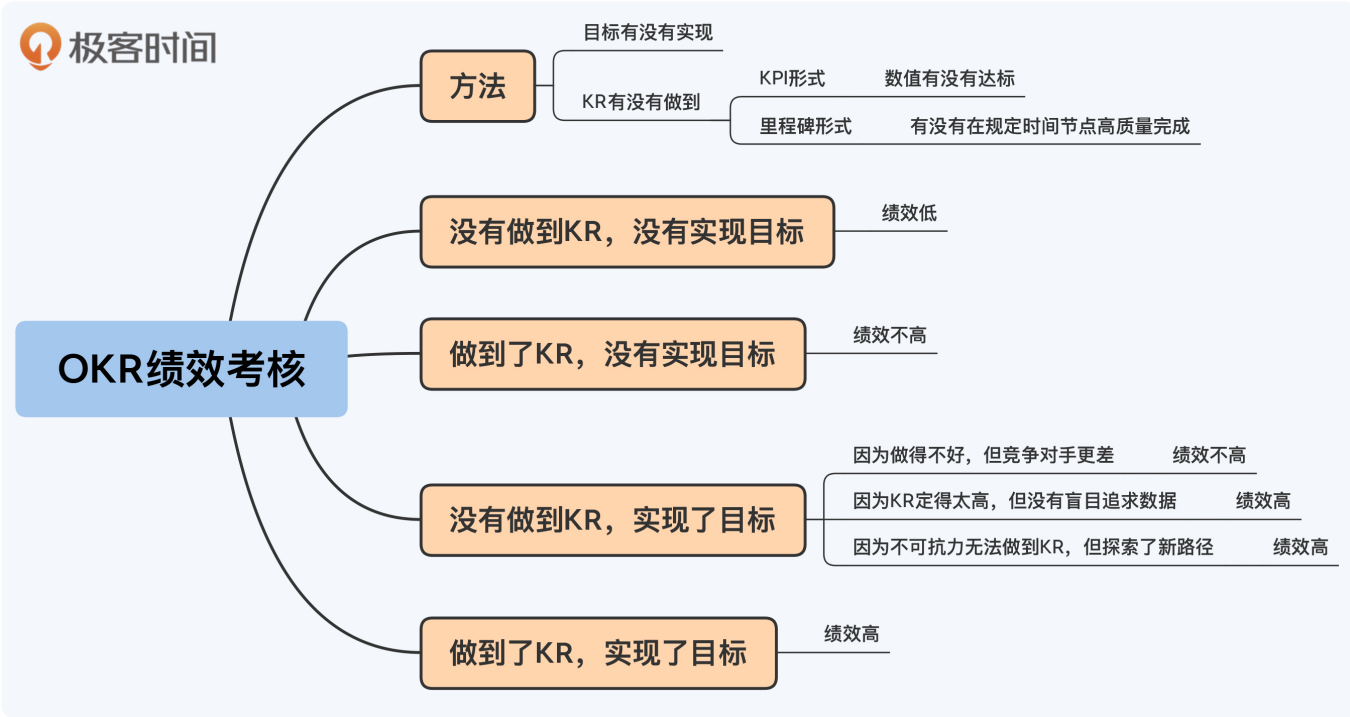 极客时间
OKR绩效考核
方法
目标有没有实现
KR有没有做到
KPI形式 数值有没有达标
里程碑形式 有没有在规定时间节点高质量完成
没有做到KR，没有实现目标 绩效低
做到了KR，没有实现目标 绩效不高
没有做到KR，实现了目标
因为做得不好，但竞争对手更差 绩效不高
因为KR定得太高，但没有盲目追求数据 绩效高
因为不可抗力无法做到KR，但探索了新路径 绩效高
做到了KR，实现了目标 绩效高